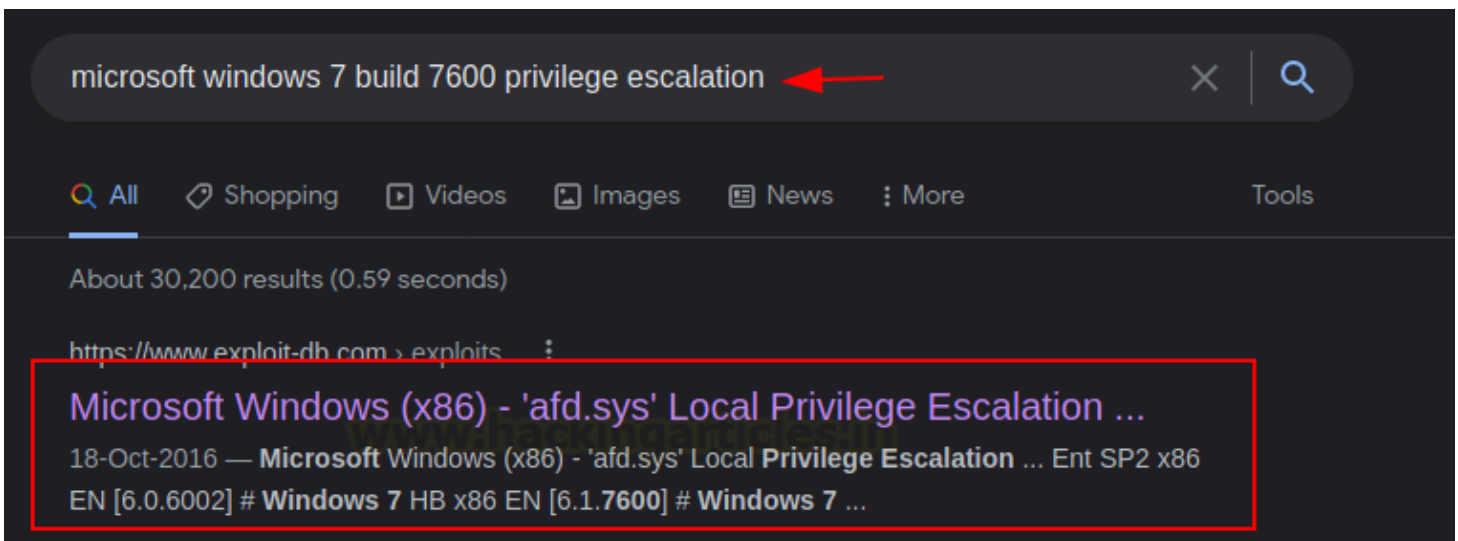 microsoft windows 7 build 7600 privilege escalation
All Shopping Videos Images News More Tools
About 30,200 results (0.59 seconds)
https://www.exploit-db.com › exploits
Microsoft Windows (x86) - 'afd.sys' Local Privilege Escalation ...
www.hackingarticles.in
18-Oct-2016 — Microsoft Windows (x86) - 'afd.sys' Local Privilege Escalation ... Ent SP2 x86
EN [6.0.6002] # Windows 7 HB x86 EN [6.1.7600] # Windows 7 ...